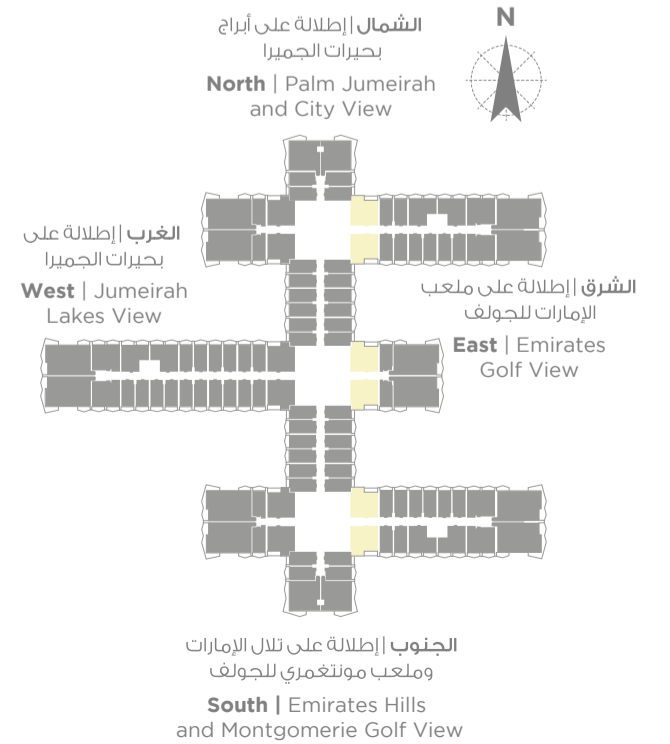 الشمال | إطلالة على أبراج
بحيرات الجميرا
North | Palm Jumeirah
and City View
N
الغرب | إطلالة على
بحيرات الجميرا
West | Jumeirah
Lakes View
الشرق | إطلالة على ملعب
الإمارات للجولف
East | Emirates
Golf View
الجنوب | إطلالة على تلال الإمارات
وملعب مونتغمري للجولف
South | Emirates Hills
and Montgomerie Golf View